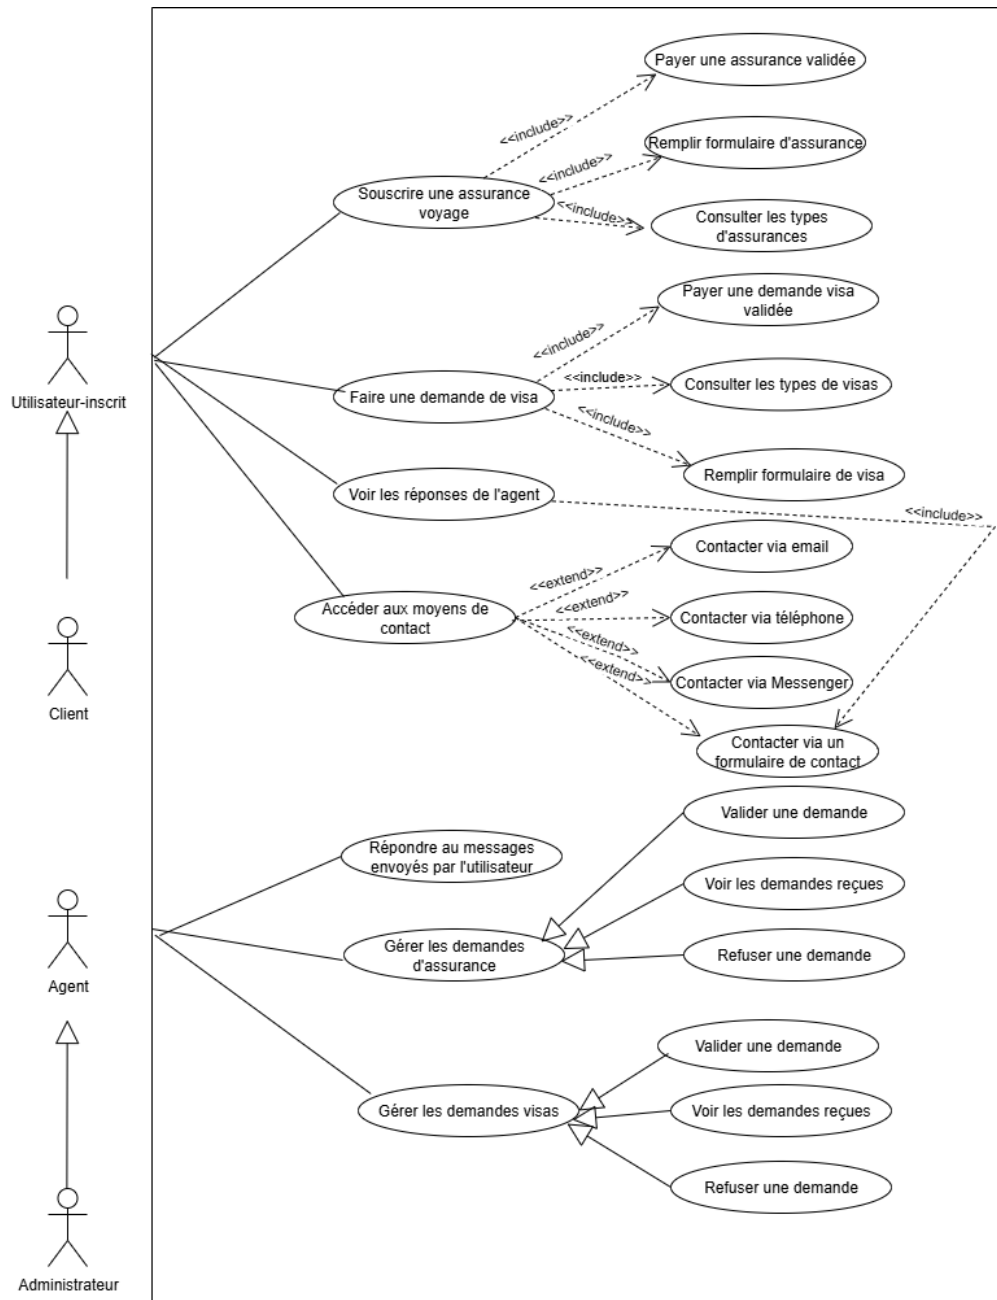 Payer une assurance validée
<<include>>
Remplir formulaire d'assurance
<<include>>
Souscrire une assurance
voyage
<<include>>
Consulter les types
d'assurances
Payer une demande visa
validée
<<include>>
Utilisateur-inscrit
Faire une demande de visa
<<include>>
Consulter les types de visas
<<include>>
Remplir formulaire de visa
Voir les réponses de l'agent
<<include>>
Contacter via email
<<extend>>
Accéder aux moyens de
contact
<<extend>>
Contacter via téléphone
<<extend>>
<<extend>>
Contacter via Messenger
Client
Contacter via un
formulaire de contact
Valider une demande
Répondre au messages
envoyés par l'utilisateur
Voir les demandes reçues
Gérer les demandes
d'assurance
Refuser une demande
Agent
Valider une demande
Gérer les demandes visas
Voir les demandes reçues
Refuser une demande
Administrateur